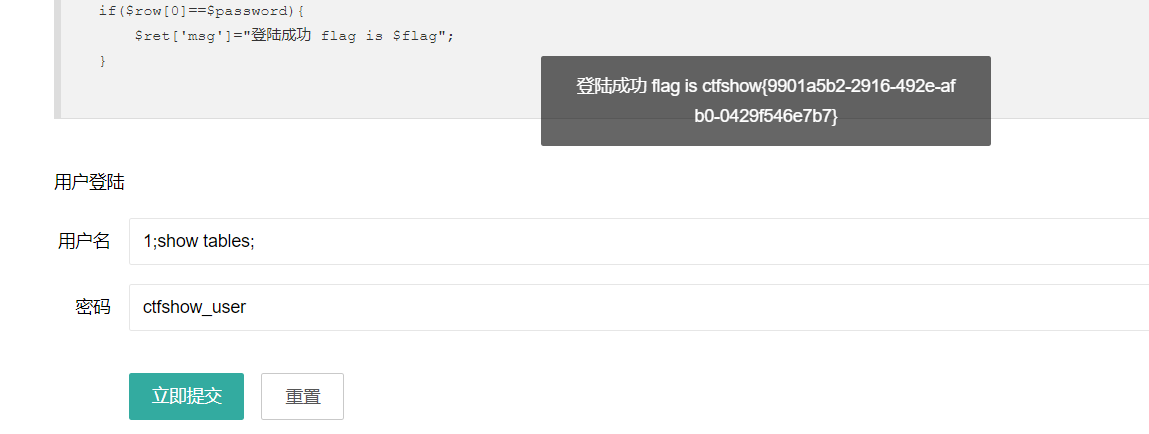 if($row[0]==$password){
$ret['msg']="登陆成功 flag is $flag";
}
登陆成功 flag is ctfshow{9901a5b2-2916-492e-af
b0-0429f546e7b7}
用户登陆
用户名 1;show tables;
密码 ctfshow_user
立即提交 重置